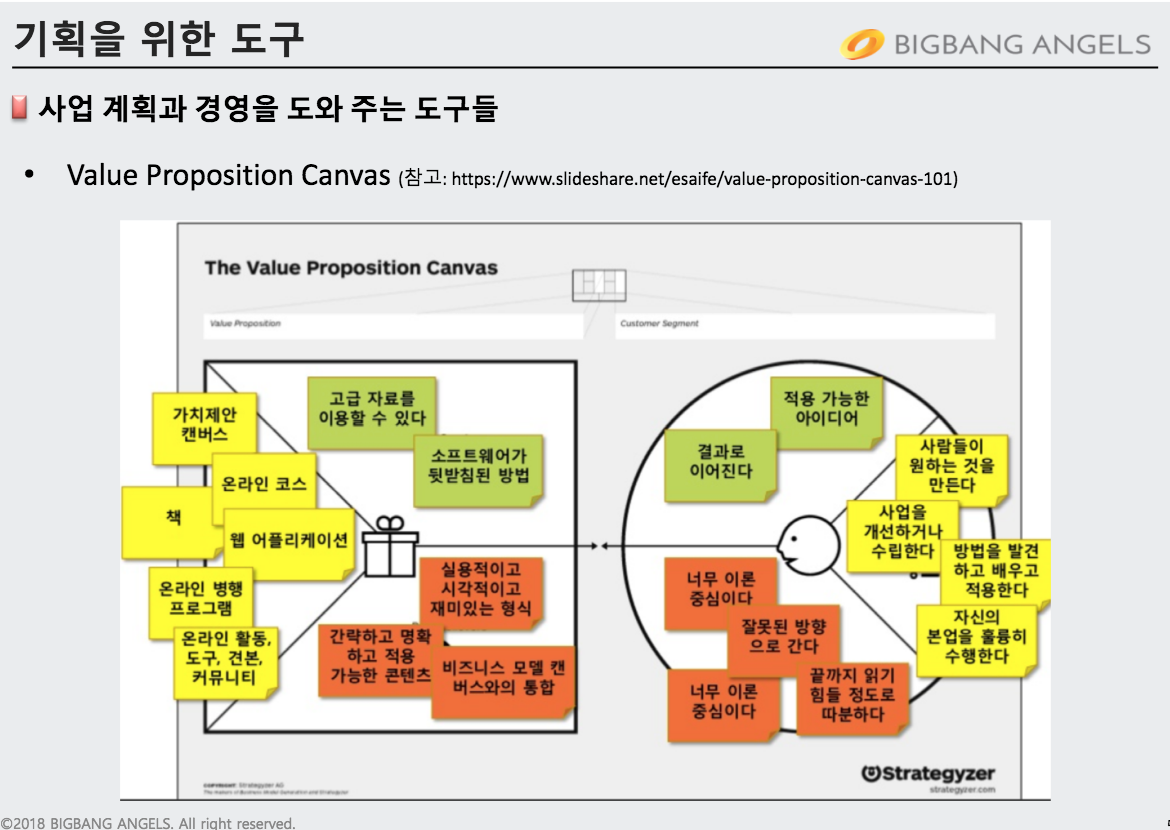 기획을 위한 도구
BIGBANG ANGELS
사업 계획과 경영을 도와 주는 도구들
• Value Proposition Canvas (참고: https://www.slideshare.net/esaife/value-proposition-canvas-101)
The Value Proposition Canvas
Value Proposition
Customer Segment
가치제안
캔버스
온라인 코스
책
웹 어플리케이션
온라인 병행
프로그램
온라인 활동,
도구, 견본,
커뮤니티
고급 자료를
이용할 수 있다
소프트웨어가
뒷받침된 방법
실용적이고
시각적이고
재미있는 형식
간략하고 명확
하고 적용
가능한 콘텐츠
비즈니스 모델 캔
버스와의 통합
적용 가능한
아이디어
결과로
이어진다
사람들이
원하는 것을
만든다
사업을
개선하거나
수립한다
방법을 발견
하고 배우고
적용한다
자신의
본업을 훌륭히
수행한다
너무 이론
중심이다
잘못된 방향
으로 간다
너무 이론
중심이다
끝까지 읽기
힘들 정도로
따분하다
COPYRIGHT: Strategyzer AG
The makers of Business Model Generation and Strategyzer
Strategyzer
strategyzer.com
©2018 BIGBANG ANGELS. All right reserved.